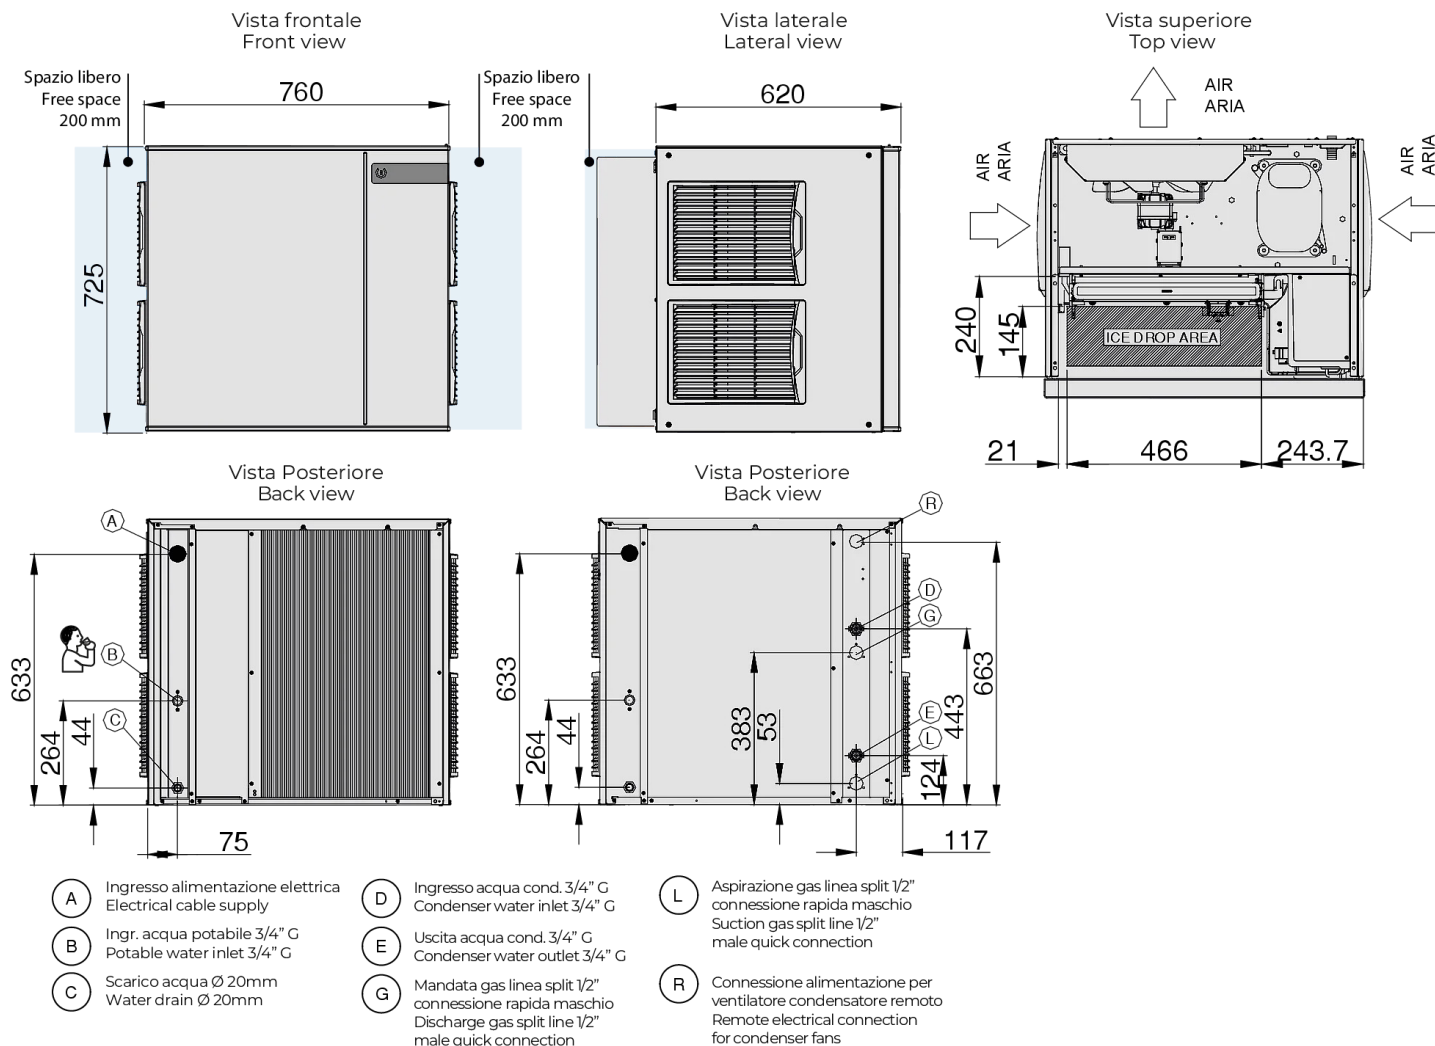 Vista frontale
Front view
Vista laterale
Lateral view
Vista superiore
Top view
Spazio libero
Free space
200 mm
760
Spazio libero
Free space
200 mm
620
AIR
ARIA
AIR
ARIA
AIR
ARIA
725
240
145
ICE DROP AREA
21
466
243.7
Vista Posteriore
Back view
Vista Posteriore
Back view
A
B
C
633
264
44
75
R
D
G
E
L
633
264
44
383
53
124
443
663
117
A
Ingresso alimentazione elettrica
Electrical cable supply
B
Ingr. acqua potabile 3/4” G
Potable water inlet 3/4” G
C
Scarico acqua Ø 20mm
Water drain Ø 20mm
D
Ingresso acqua cond. 3/4” G
Condenser water inlet 3/4” G
E
Uscita acqua cond. 3/4” G
Condenser water outlet 3/4” G
G
Mandata gas linea split 1/2”
connessione rapida maschio
Discharge gas split line 1/2”
male quick connection
L
Aspirazione gas linea split 1/2”
connessione rapida maschio
Suction gas split line 1/2”
male quick connection
R
Connessione alimentazione per
ventilatore condensatore remoto
Remote electrical connection
for condenser fans